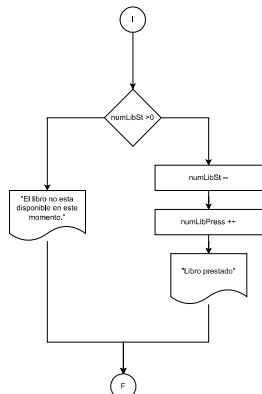 I
numLibSt >0
numLibSt --
"El libro no esta
disponible en este
momento."
numLibPress ++
"Libro prestado"
F